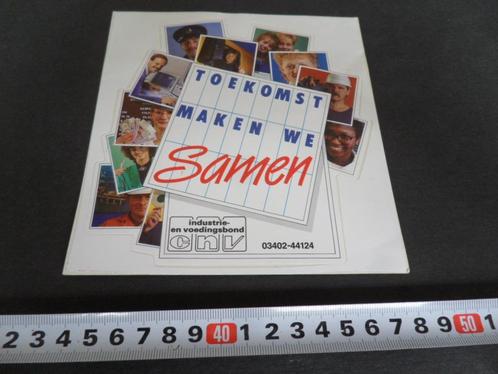 TOEKOMST
MAKEN WE
Samen
industrie-
en voedingsbond
cnv
03402-44124
2 3 4 5 6 7 8 9 40 1 2 3 4 5 6 7 8 9 50 1